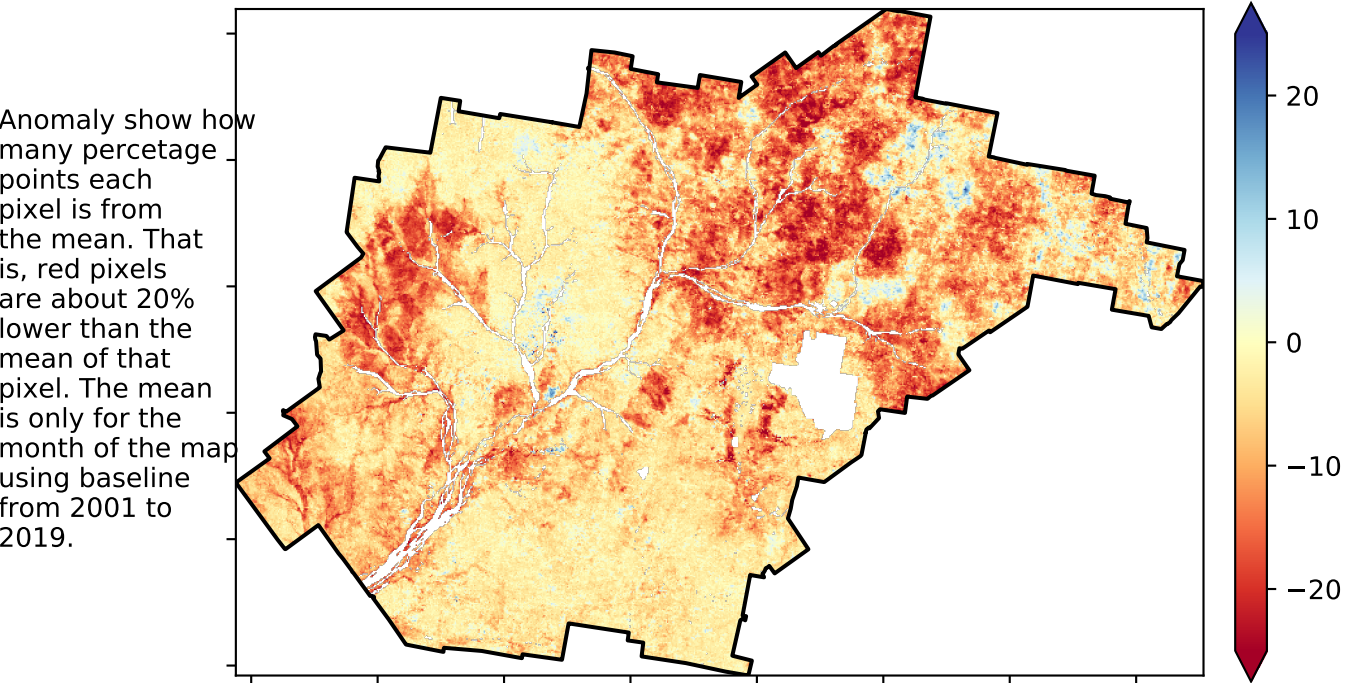 Anomaly show how
many percetage
points each
pixel is from
the mean. That
is, red pixels
are about 20%
lower than the
mean of that
pixel. The mean
is only for the
month of the map
using baseline
from 2001 to
2019.
20
10
0
−10
−20